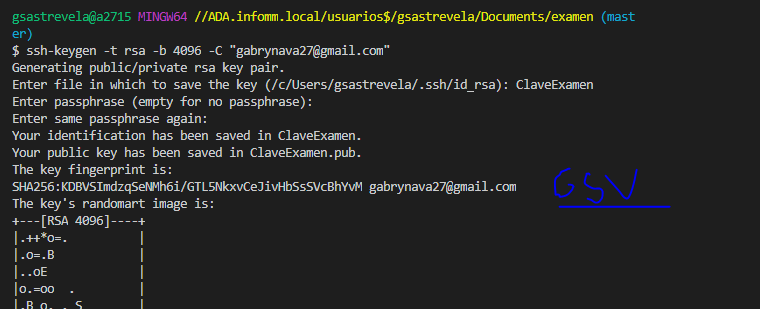 gsastrevela@a2715 MINGW64 //ADA.infomm.local/usuarios$/gsastrevela/Documents/examen (mast
er)
$ ssh-keygen -t rsa -b 4096 -C "gabrynava27@gmail.com"
Generating public/private rsa key pair.
Enter file in which to save the key (/c/Users/gsastrevela/.ssh/id_rsa): ClaveExamen
Enter passphrase (empty for no passphrase):
Enter same passphrase again:
Your identification has been saved in ClaveExamen.
Your public key has been saved in ClaveExamen.pub.
The key fingerprint is:
SHA256:KDBVSImdzqSeNMh6i/GTL5NkxvCeJivHbSsSVcBhYvM gabrynava27@gmail.com
GSV
The key's randomart image is:
+---[RSA 4096]----+
|.++*o=.          |
|.o=.B            |
|..oE             |
|o.=oo  .         |
|.B o. . S        |